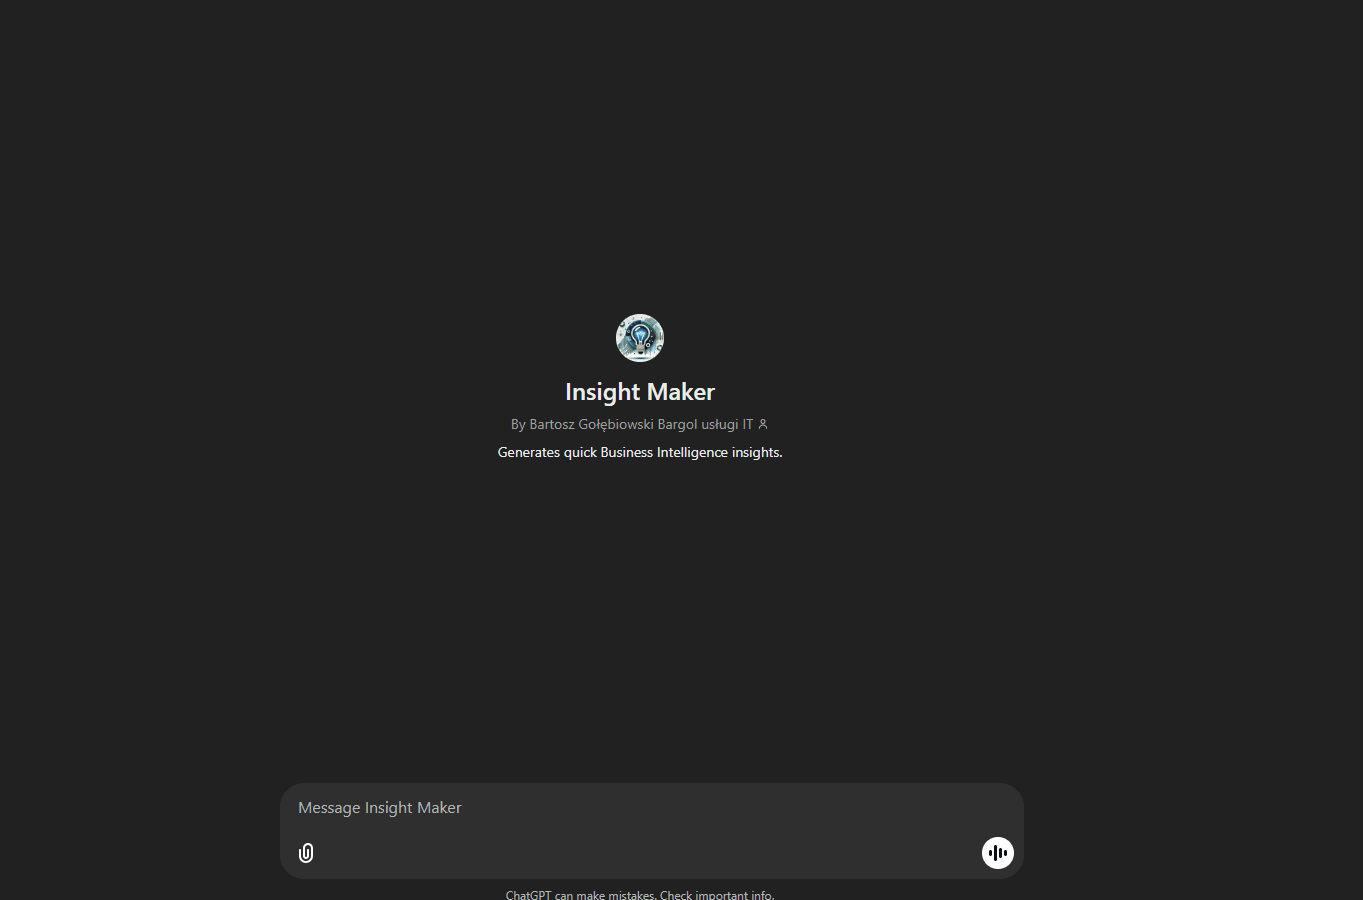 Insight Maker
By Bartosz Gołębiowski Bargol usługi IT
Generates quick Business Intelligence insights.
Message Insight Maker
ChatGPT can make mistakes. Check important info.